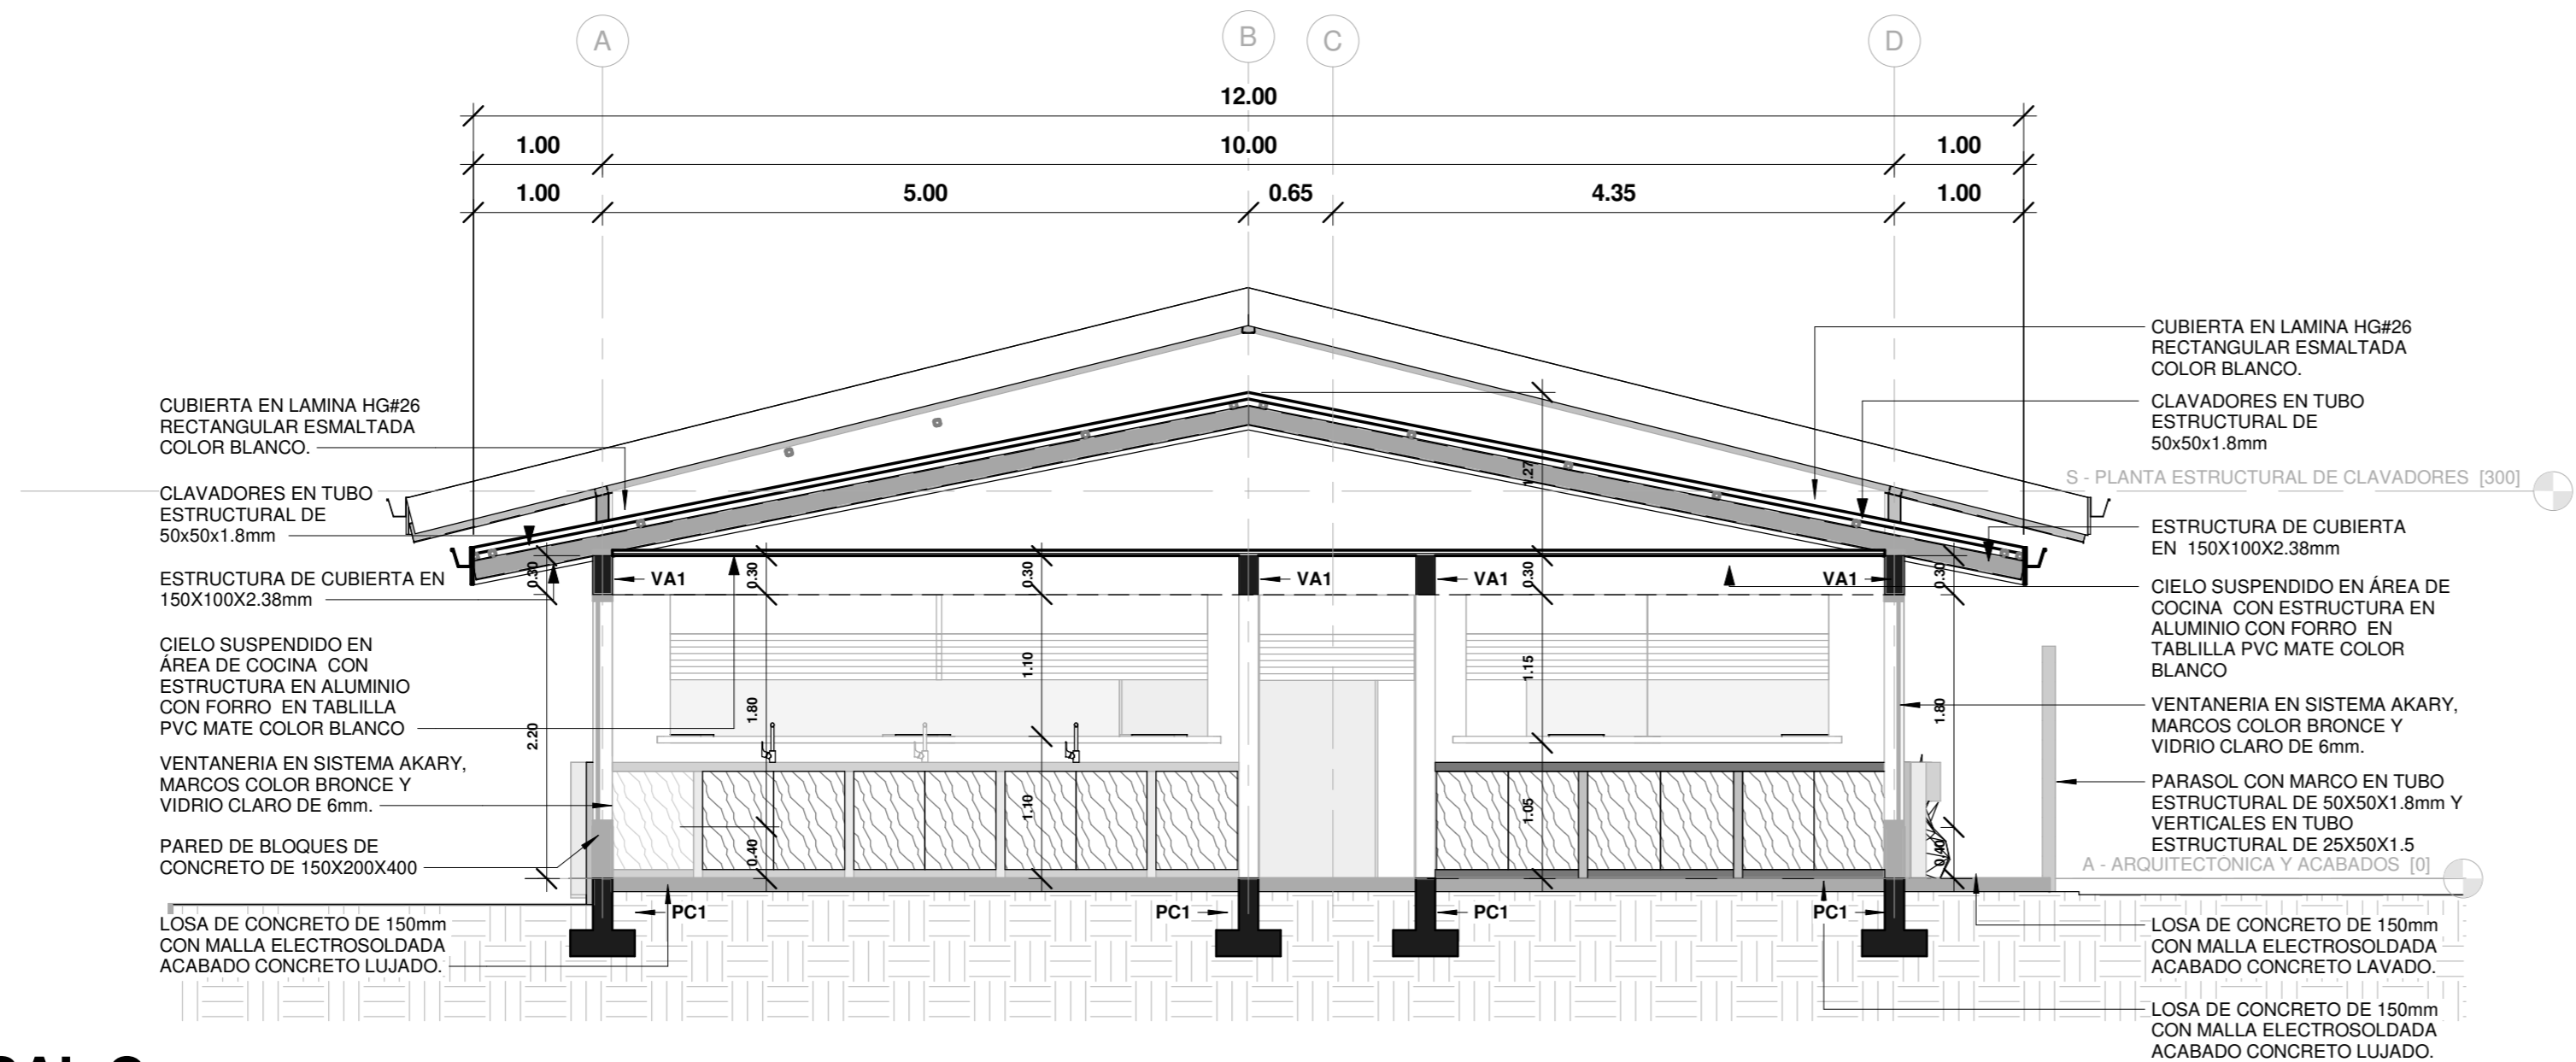 A
B
C
D
12.00
1.00
10.00
1.00
1.00
5.00
0.65
4.35
1.00
CUBIERTA EN LAMINA HG#26
RECTANGULAR ESMALTADA
COLOR BLANCO.
CLAVADORES EN TUBO
ESTRUCTURAL DE
50x50x1.8mm
ESTRUCTURA DE CUBIERTA EN
150X100X2.38mm
CIELO SUSPENDIDO EN
ÁREA DE COCINA CON
ESTRUCTURA EN ALUMINIO
CON FORRO EN TABLILLA
PVC MATE COLOR BLANCO
VENTANERIA EN SISTEMA AKARY,
MARCOS COLOR BRONCE Y
VIDRIO CLARO DE 6mm.
PARED DE BLOQUES DE
CONCRETO DE 150X200X400
LOSA DE CONCRETO DE 150mm
CON MALLA ELECTROSOLDADA
ACABADO CONCRETO LUJADO.
1.27
0.30
0.30
0.30
0.30
0.30
VA1
VA1
VA1
VA1
2.20
1.80
1.10
1.15
1.80
0.40
1.10
1.05
0.40
PC1
PC1
PC1
PC1
CUBIERTA EN LAMINA HG#26
RECTANGULAR ESMALTADA
COLOR BLANCO.
CLAVADORES EN TUBO
ESTRUCTURAL DE
50x50x1.8mm
S - PLANTA ESTRUCTURAL DE CLAVADORES [300]
ESTRUCTURA DE CUBIERTA
EN 150X100X2.38mm
CIELO SUSPENDIDO EN ÁREA DE
COCINA CON ESTRUCTURA EN
ALUMINIO CON FORRO EN
TABLILLA PVC MATE COLOR
BLANCO
VENTANERIA EN SISTEMA AKARY,
MARCOS COLOR BRONCE Y
VIDRIO CLARO DE 6mm.
PARASOL CON MARCO EN TUBO
ESTRUCTURAL DE 50X50X1.8mm Y
VERTICALES EN TUBO
ESTRUCTURAL DE 25X50X1.5
A - ARQUITECTÓNICA Y ACABADOS [0]
LOSA DE CONCRETO DE 150mm
CON MALLA ELECTROSOLDADA
ACABADO CONCRETO LAVADO.
LOSA DE CONCRETO DE 150mm
CON MALLA ELECTROSOLDADA
ACABADO CONCRETO LUJADO.